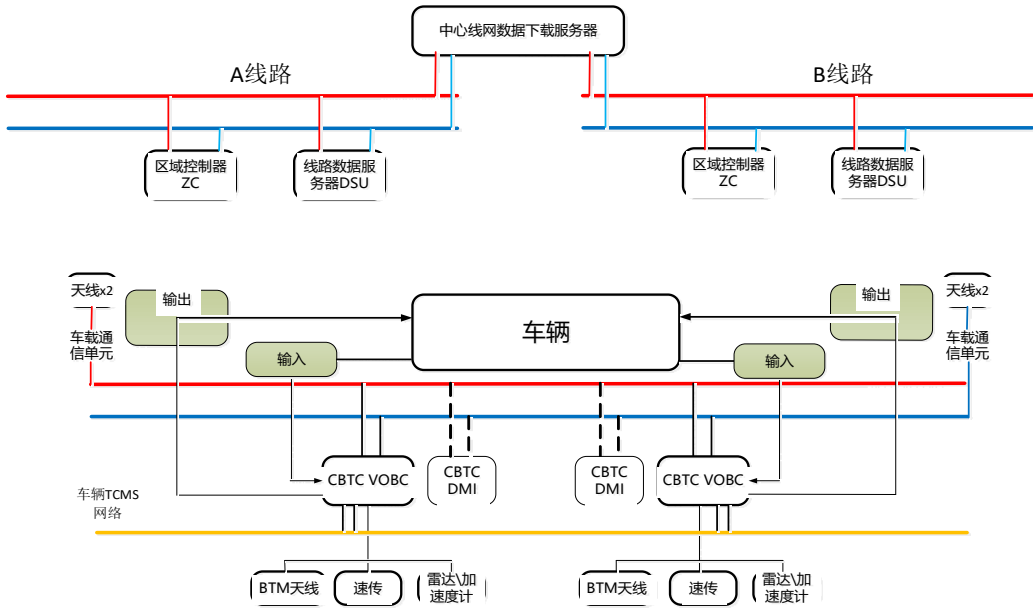 中心线网数据下载服务器
A线路
B线路
区域控制器
ZC
线路数据服
务器DSU
区域控制器
ZC
线路数据服
务器DSU
天线x2
输出
车辆
输出
天线x2
车载通
信单元
输入
输入
车载通
信单元
CBTC VOBC
CBTC
DMI
CBTC
DMI
CBTC VOBC
车辆TCMS
网络
BTM天线
速传
雷达\加
速度计
BTM天线
速传
雷达\加
速度计